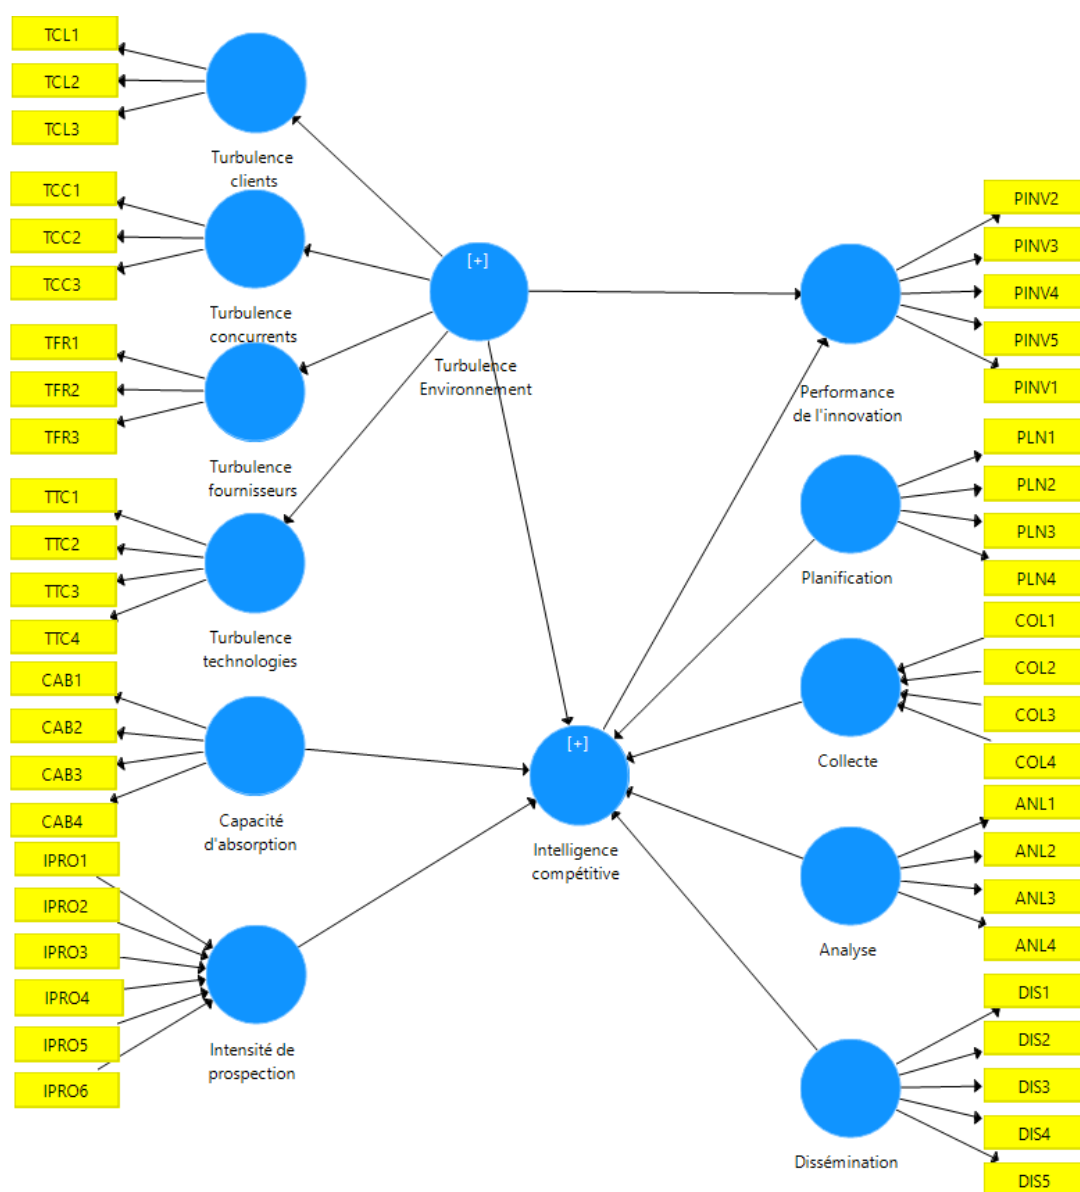 TCL1
TCL2
TCL3
Turbulence
clients
TCC1
TCC2
TCC3
Turbulence
concurrents
TFR1
TFR2
TFR3
Turbulence
fournisseurs
TTC1
TTC2
TTC3
TTC4
Turbulence
technologies
CAB1
CAB2
CAB3
CAB4
Capacité
d'absorption
IPRO1
IPRO2
IPRO3
IPRO4
IPRO5
IPRO6
Intensité de
prospection
[+]
Turbulence
Environnement
[+]
Intelligence
compétitive
PINV2
PINV3
PINV4
PINV5
PINV1
Performance
de l'innovation
PLN1
PLN2
PLN3
PLN4
Planification
COL1
COL2
COL3
COL4
Collecte
ANL1
ANL2
ANL3
ANL4
Analyse
DIS1
DIS2
DIS3
DIS4
DIS5
Dissémination